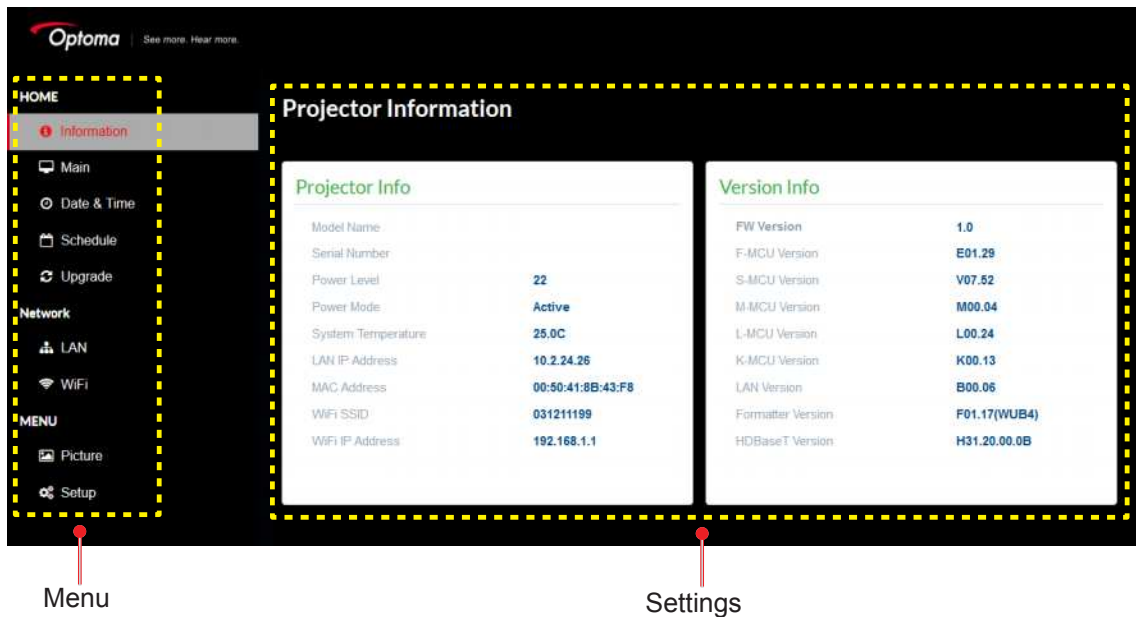 Optoma See more. Hear more.
HOME
Information
Main
Date & Time
Schedule
Upgrade
Network
LAN
WiFi
MENU
Picture
Setup
Projector Information
Projector Info
Model Name
Serial Number
Power Level 22
Power Mode Active
System Temperature 25.0C
LAN IP Address 10.2.24.26
MAC Address 00:50:41:8B:43:F8
WiFi SSID 031211199
WiFi IP Address 192.168.1.1
Version Info
FW Version 1.0
F-MCU Version E01.29
S-MCU Version V07.52
M-MCU Version M00.04
L-MCU Version L00.24
K-MCU Version K00.13
LAN Version B00.06
Formatter Version F01.17(WUB4)
HDBaseT Version H31.20.00.0B
Menu
Settings